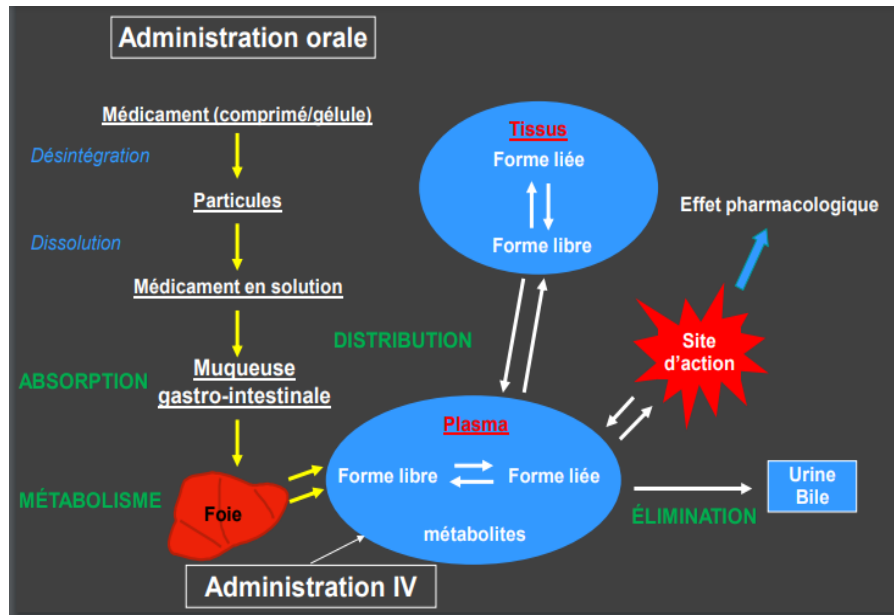 Administration orale
Médicament (comprimé/gélule)
Désintégration
Particules
Dissolution
Médicament en solution
ABSORPTION
Muqueuse
gastro-intestinale
MÉTABOLISME
Foie
Administration IV
DISTRIBUTION
Tissus
Forme liée
Forme libre
Plasma
Forme libre
Forme liée
métabolites
Effet pharmacologique
Site
d'action
ÉLIMINATION
Urine
Bile